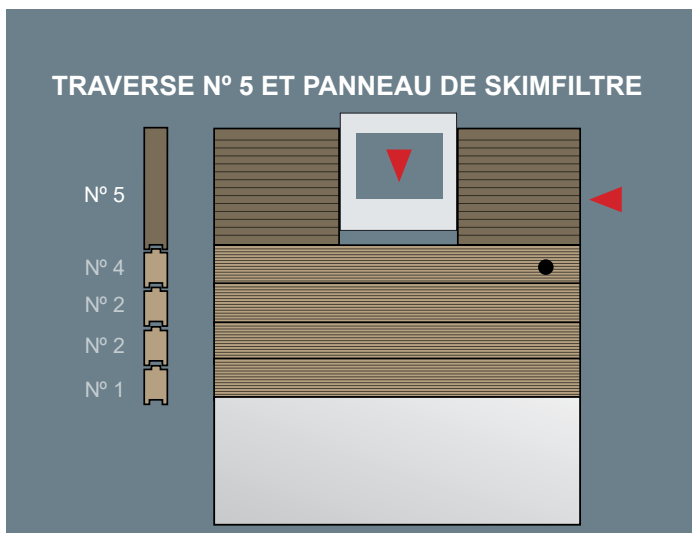 TRAVERSE Nº 5 ET PANNEAU DE SKIMFILTRE
Nº 5
Nº 4
Nº 2
Nº 2
Nº 1